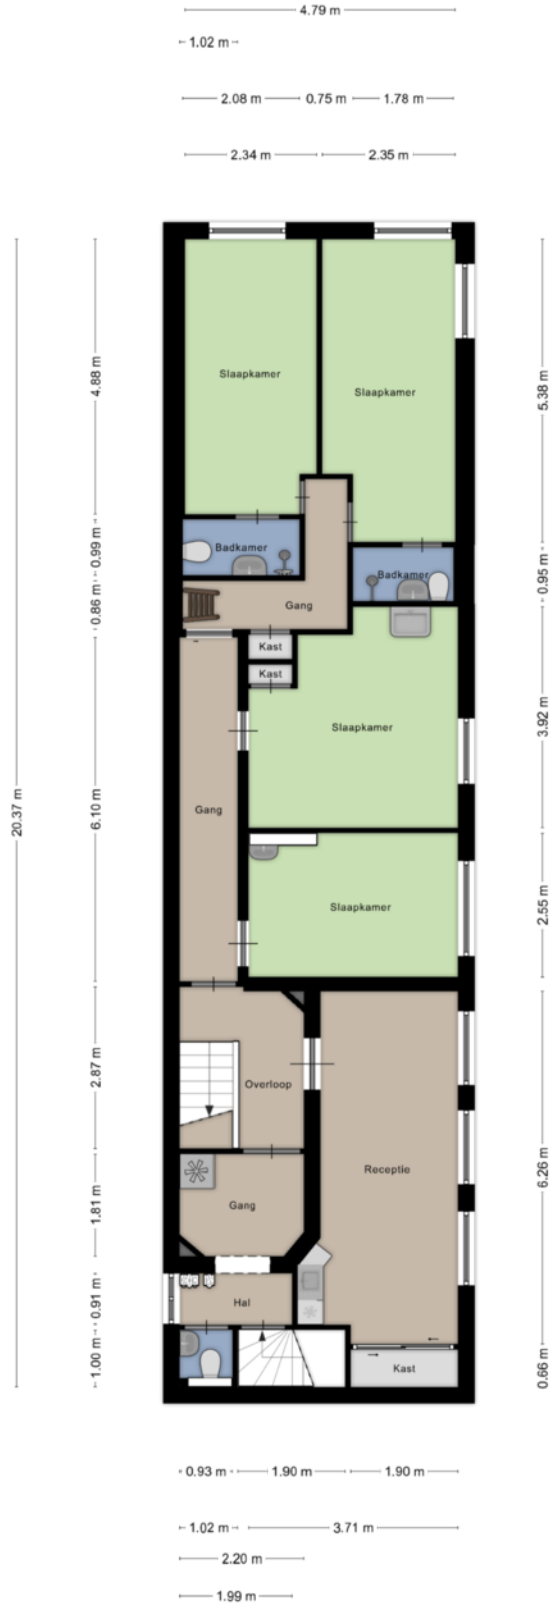 4.79 m
1.02 m
2.08 m 0.75 m 1.78 m
2.34 m 2.35 m
Slaapkamer
Slaapkamer
4.88 m
5.38 m
Badkamer
0.99 m
Badkamer
0.95 m
0.86 m
Gang
Kast
Kast
Slaapkamer
3.92 m
20.37 m
6.10 m
Gang
Slaapkamer
2.55 m
Overloop
2.87 m
Receptie
6.26 m
Gang
1.81 m
Hal
0.91 m
1.00 m
Kast
0.66 m
0.93 m 1.90 m 1.90 m
1.02 m 3.71 m
2.20 m
1.99 m